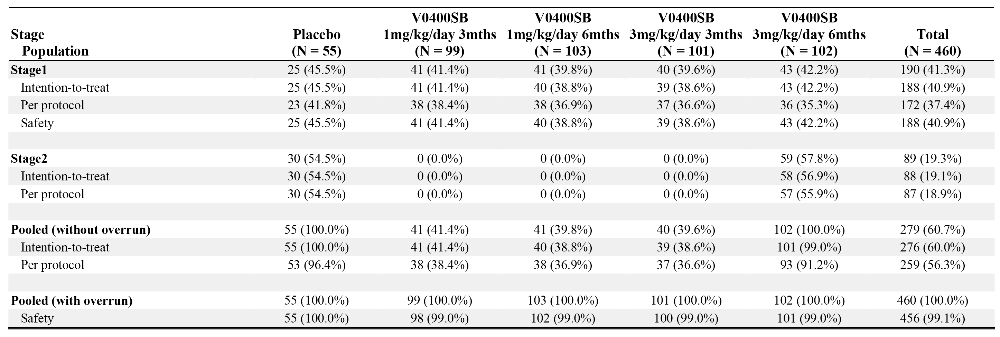 V0400SB V0400SB V0400SB V0400SB
Stage Placebo 1mg/kg/day 3mths 1mg/kg/day 6mths 3mg/kg/day 3mths 3mg/kg/day 6mths Total
Population (N = 55) (N = 99) (N = 103) (N = 101) (N = 102) (N = 460)
Stage1 25 (45.5%) 41 (41.4%) 41 (39.8%) 40 (39.6%) 43 (42.2%) 190 (41.3%)
Intention-to-treat 25 (45.5%) 41 (41.4%) 40 (38.8%) 39 (38.6%) 43 (42.2%) 188 (40.9%)
Per protocol 23 (41.8%) 38 (38.4%) 38 (36.9%) 37 (36.6%) 36 (35.3%) 172 (37.4%)
Safety 25 (45.5%) 41 (41.4%) 40 (38.8%) 39 (38.6%) 43 (42.2%) 188 (40.9%)
Stage2 30 (54.5%) 0 (0.0%) 0 (0.0%) 0 (0.0%) 59 (57.8%) 89 (19.3%)
Intention-to-treat 30 (54.5%) 0 (0.0%) 0 (0.0%) 0 (0.0%) 58 (56.9%) 88 (19.1%)
Per protocol 30 (54.5%) 0 (0.0%) 0 (0.0%) 0 (0.0%) 57 (55.9%) 87 (18.9%)
Pooled (without overrun) 55 (100.0%) 41 (41.4%) 41 (39.8%) 40 (39.6%) 102 (100.0%) 279 (60.7%)
Intention-to-treat 55 (100.0%) 41 (41.4%) 40 (38.8%) 39 (38.6%) 101 (99.0%) 276 (60.0%)
Per protocol 53 (96.4%) 38 (38.4%) 38 (36.9%) 37 (36.6%) 93 (91.2%) 259 (56.3%)
Pooled (with overrun) 55 (100.0%) 99 (100.0%) 103 (100.0%) 101 (100.0%) 102 (100.0%) 460 (100.0%)
Safety 55 (100.0%) 98 (99.0%) 102 (99.0%) 100 (99.0%) 101 (99.0%) 456 (99.1%)